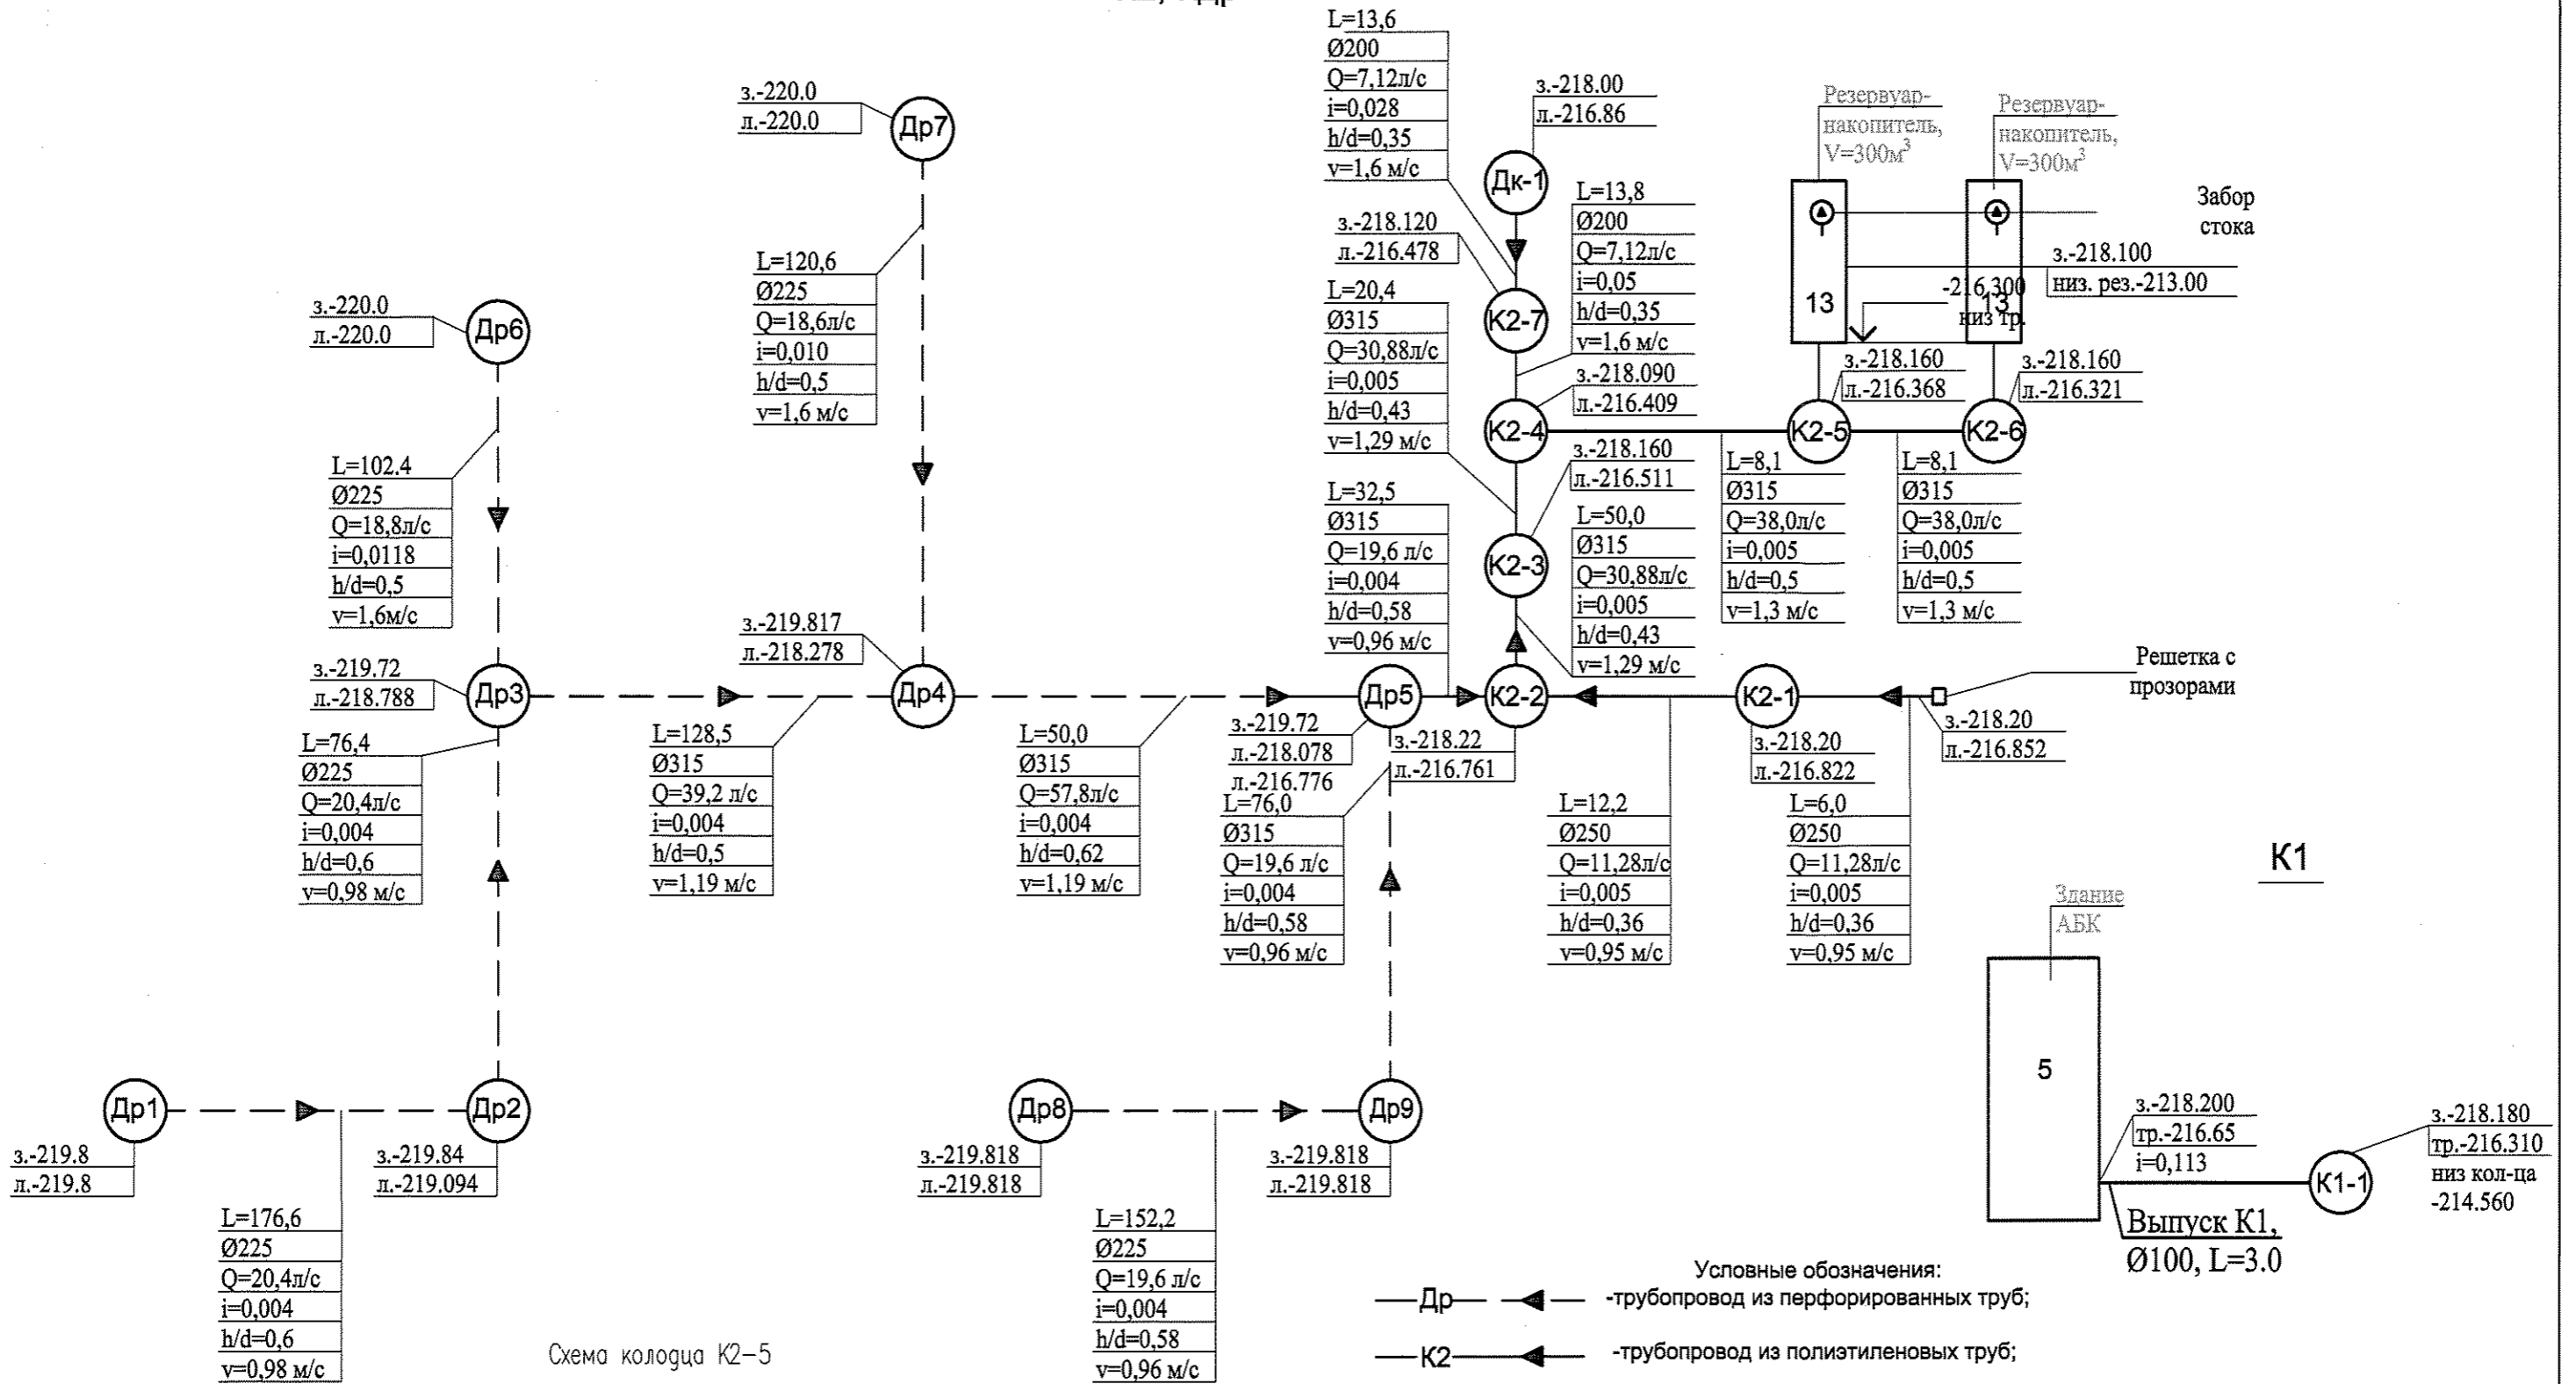 L=13,6
Ø200
Q=7,12л/с
i=0,028
h/d=0,35
v=1,6 м/с
з.-220.0
л.-220.0
Др7
L=120,6
Ø225
Q=18,6л/с
i=0,010
h/d=0,5
v=1,6 м/с
з.-218.00
л.-216.86
Дк-1
L=13,8
Ø200
Q=7,12л/с
i=0,05
h/d=0,35
v=1,6 м/с
Резервуар-
накопитель,
V=300м³
Резервуар-
накопитель,
V=300м³
Забор
стока
з.-218.100
низ. рез.-213.00
-216,300
низ тр.
13
13
з.-218.120
л.-216.478
К2-7
L=20,4
Ø315
Q=30,88л/с
i=0,005
h/d=0,43
v=1,29 м/с
з.-218.090
л.-216.409
К2-4
з.-218.160
л.-216.368
К2-5
з.-218.160
л.-216.321
К2-6
з.-218.160
л.-216.511
К2-3
L=8,1
Ø315
Q=38,0л/с
i=0,005
h/d=0,5
v=1,3 м/с
L=8,1
Ø315
Q=38,0л/с
i=0,005
h/d=0,5
v=1,3 м/с
L=32,5
Ø315
Q=19,6 л/с
i=0,004
h/d=0,58
v=0,96 м/с
L=50,0
Ø315
Q=30,88л/с
i=0,005
h/d=0,43
v=1,29 м/с
з.-220.0
л.-220.0
Др6
L=102.4
Ø225
Q=18,8л/с
i=0,0118
h/d=0,5
v=1,6м/с
з.-219.72
л.-218.788
Др3
з.-219.817
л.-218.278
Др4
Др5
К2-2
К2-1
Решетка с
прозорами
з.-219.72
л.-218.078
л.-216.776
з.-218.22
л.-216.761
з.-218.20
л.-216.822
з.-218.20
л.-216.852
L=76,4
Ø225
Q=20,4л/с
i=0,004
h/d=0,6
v=0,98 м/с
L=128,5
Ø315
Q=39,2 л/с
i=0,004
h/d=0,5
v=1,19 м/с
L=50,0
Ø315
Q=57,8л/с
i=0,004
h/d=0,62
v=1,19 м/с
L=76,0
Ø315
Q=19,6 л/с
i=0,004
h/d=0,58
v=0,96 м/с
L=12,2
Ø250
Q=11,28л/с
i=0,005
h/d=0,36
v=0,95 м/с
L=6,0
Ø250
Q=11,28л/с
i=0,005
h/d=0,36
v=0,95 м/с
К1
Здание
АБК
5
з.-218.200
тр.-216.65
i=0,113
з.-218.180
тр.-216.310
низ кол-ца
-214.560
К1-1
Выпуск К1,
Ø100, L=3.0
Др1
з.-219.8
л.-219.8
Др2
з.-219.84
л.-219.094
L=176,6
Ø225
Q=20,4л/с
i=0,004
h/d=0,6
v=0,98 м/с
Др8
з.-219.818
л.-219.818
Др9
з.-219.818
л.-219.818
L=152,2
Ø225
Q=19,6 л/с
i=0,004
h/d=0,58
v=0,96 м/с
Схема колодца К2-5
Условные обозначения:
Др -трубопровод из перфорированных труб;
К2 -трубопровод из полиэтиленовых труб;